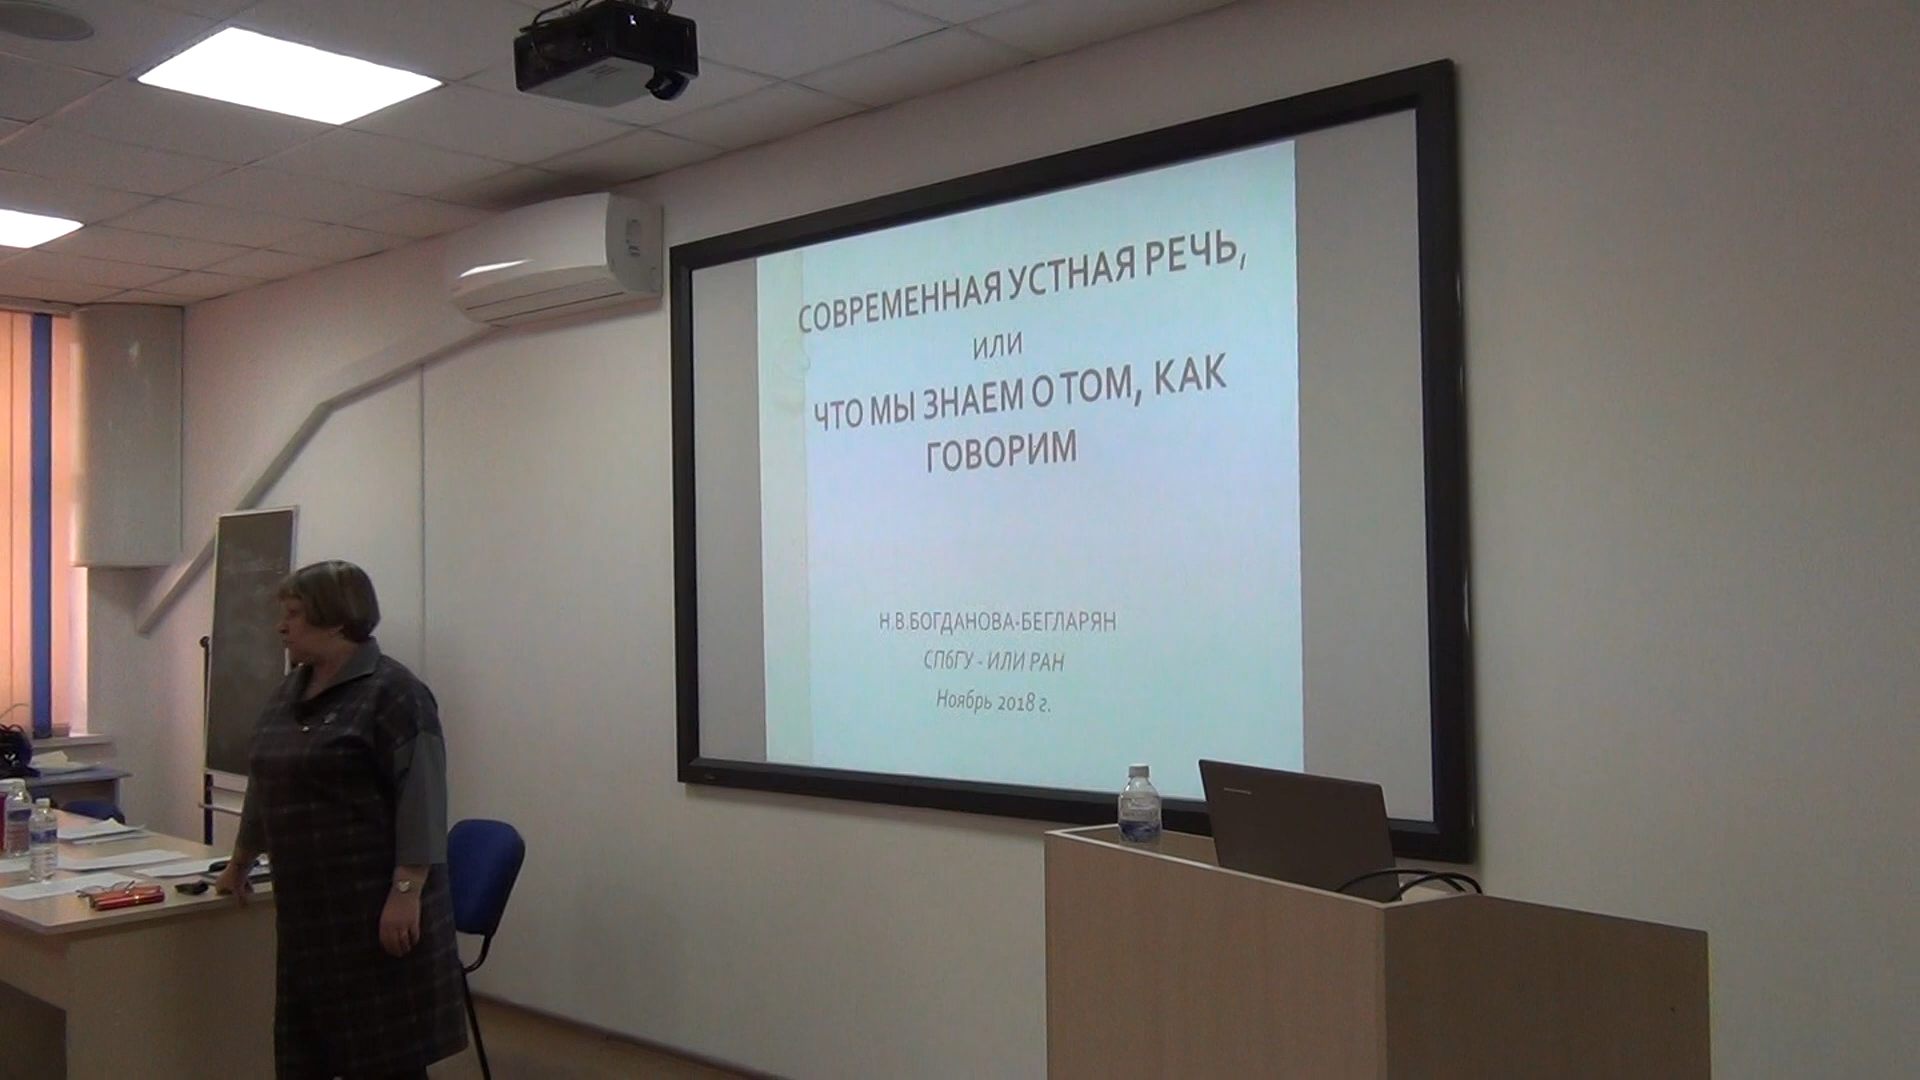 СОВРЕМЕННАЯ УСТНАЯ РЕЧЬ,
ИЛИ
ЧТО МЫ ЗНАЕМ О ТОМ, КАК
ГОВОРИМ
Н.В.БОГДАНОВА-БЕГЛАРЯН
СПбГУ - ИЛИ РАН
Ноябрь 2018 г.